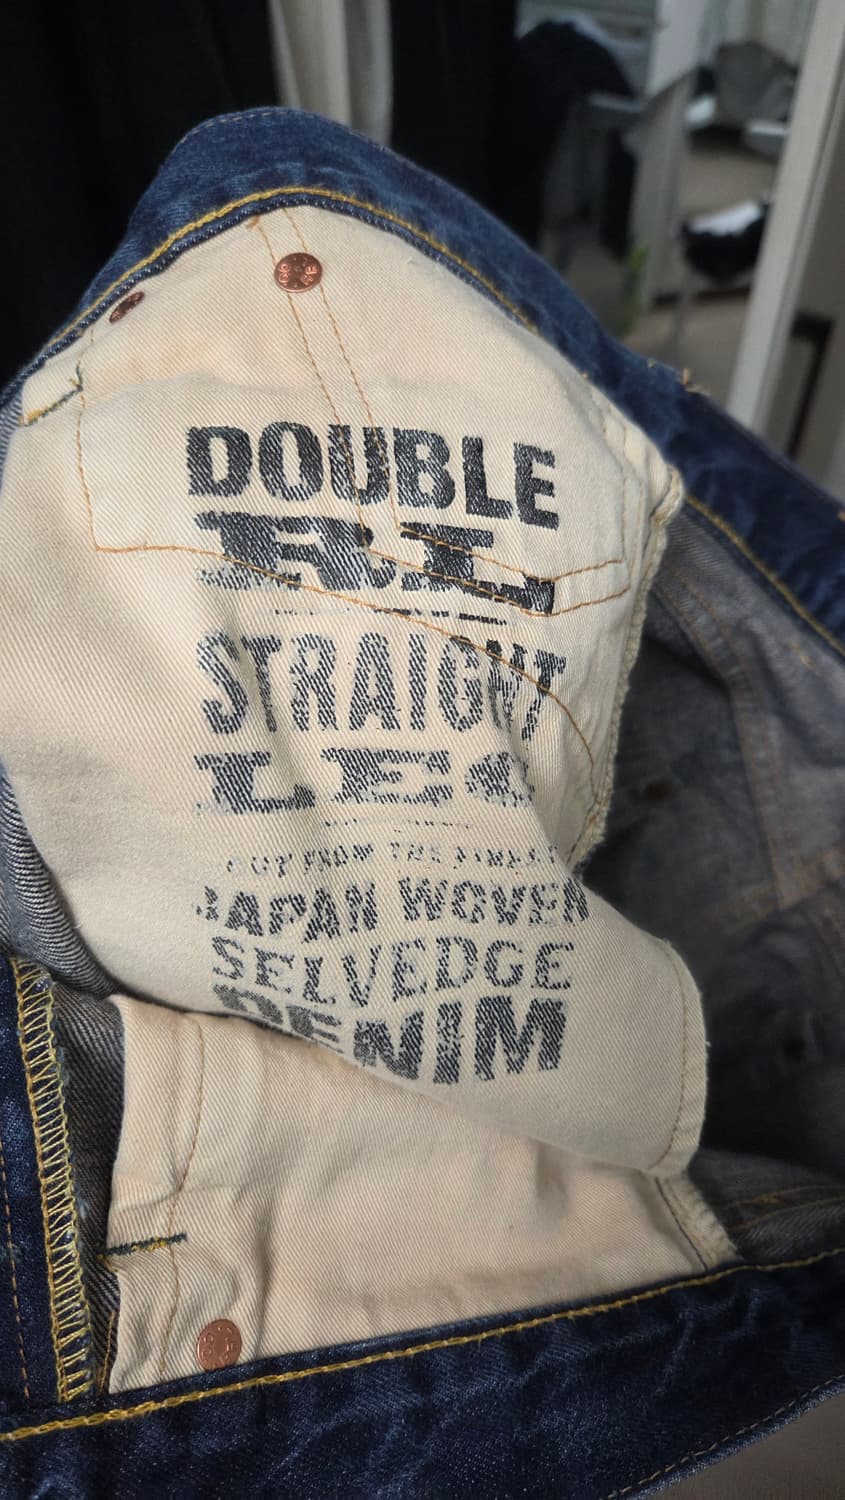 DOUBLE
RL
STRAIGHT
LEG
CUT FROM THE FINEST
JAPAN WOVEN
SELVEDGE
DENIM